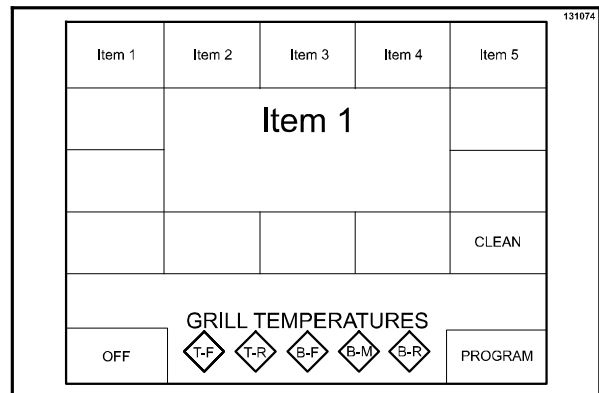 131074
Item 1 Item 2 Item 3 Item 4 Item 5
Item 1
CLEAN
GRILL TEMPERATURES
OFF T-F T-R B-F B-M B-R PROGRAM